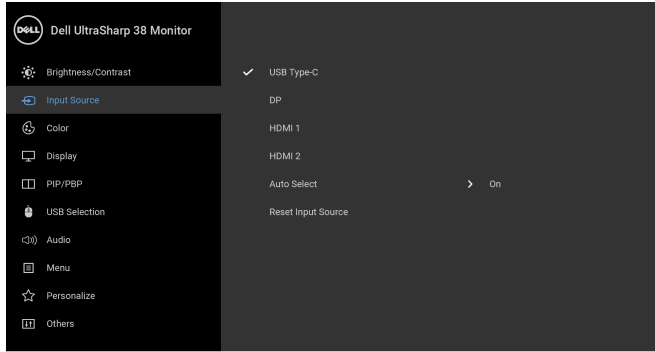 DELL Dell UltraSharp 38 Monitor
Brightness/Contrast
Input Source
Color
Display
PIP/PBP
USB Selection
Audio
Menu
Personalize
Others
USB Type-C
DP
HDMI 1
HDMI 2
Auto Select On
Reset Input Source